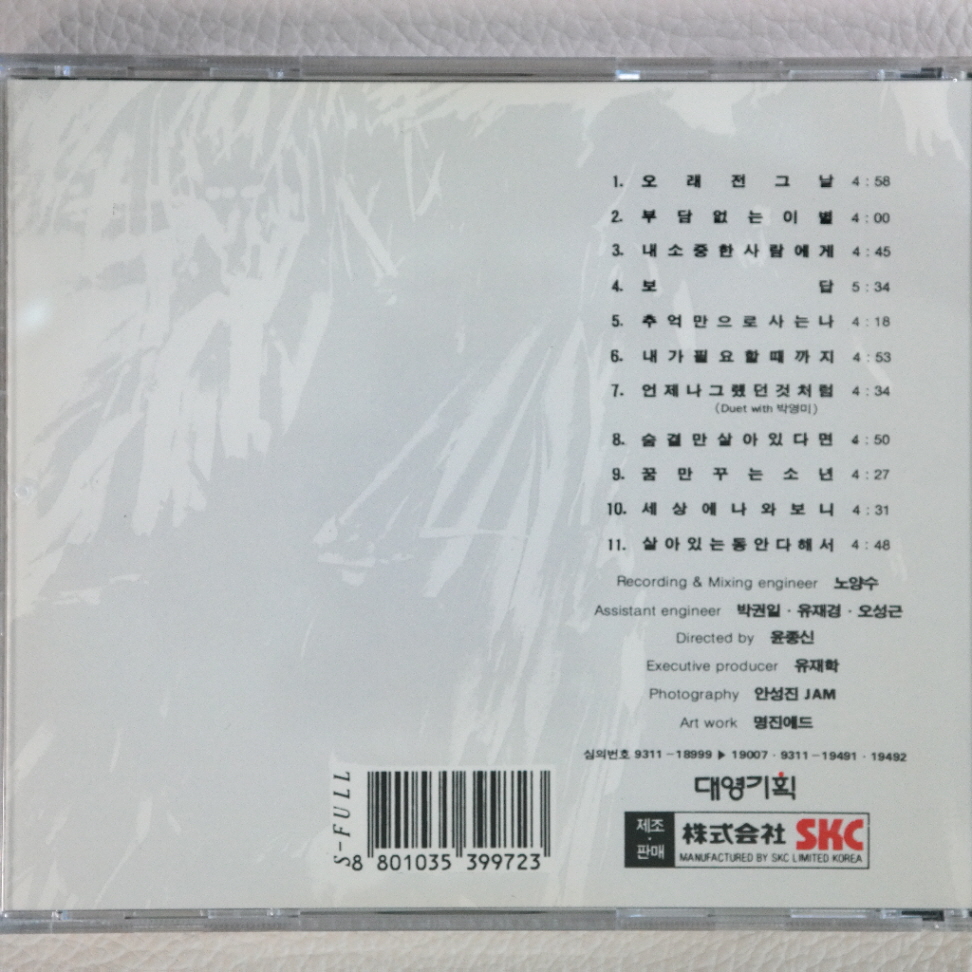 1. 오래전그날 4:58
2. 부담없는이별 4:00
3. 내소중한사람에게 4:45
4. 보답 5:34
5. 추억만으로사는나 4:18
6. 내가필요할때까지 4:53
7. 언제나그랬던것처럼 4:34
(Duet with 박영미)
8. 숨결만살아있다면 4:50
9. 꿈만꾸는소년 4:27
10. 세상에나와보니 4:31
11. 살아있는동안다해서 4:48
Recording & Mixing engineer 노양수
Assistant engineer 박권일 · 유재경 · 오성근
Directed by 윤종신
Executive producer 유재학
Photography 안성진 JAM
Art work 명진애드
심의번호 9311-18999 ▶ 19007 · 9311-19491 · 19492
대영기획
제조·판매
株式会社 SKC
MANUFACTURED BY SKC LIMITED KOREA
S-FULL
8 801035 399723